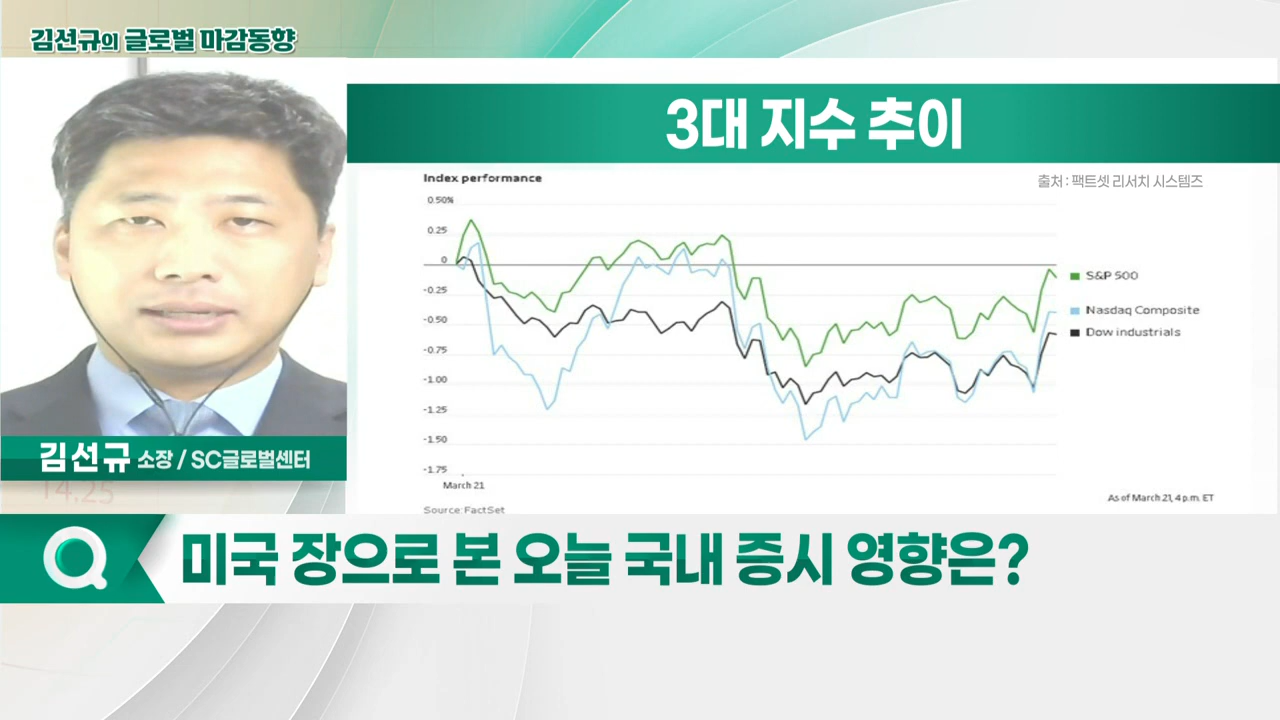 김선규의 글로벌 마감동향
3대 지수 추이
Index performance
출처 : 팩트셋 리서치 시스템즈
0.50%
0.25
0
-0.25
-0.50
-0.75
-1.00
-1.25
-1.50
-1.75
S&P 500
Nasdaq Composite
Dow industrials
March 21
As of March 21, 4 p.m. ET
Source: FactSet
김선규 소장 / SC글로벌센터
14.25
미국 장으로 본 오늘 국내 증시 영향은?